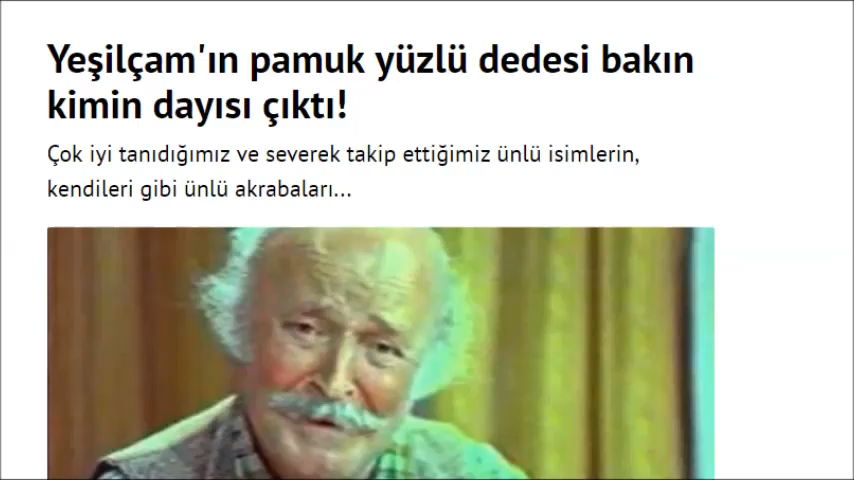 Yeşilçam'ın pamuk yüzlü dedesi bakın
kimin dayısı çıktı!
Çok iyi tanıdığımız ve severek takip ettiğimiz ünlü isimlerin,
kendileri gibi ünlü akrabaları...